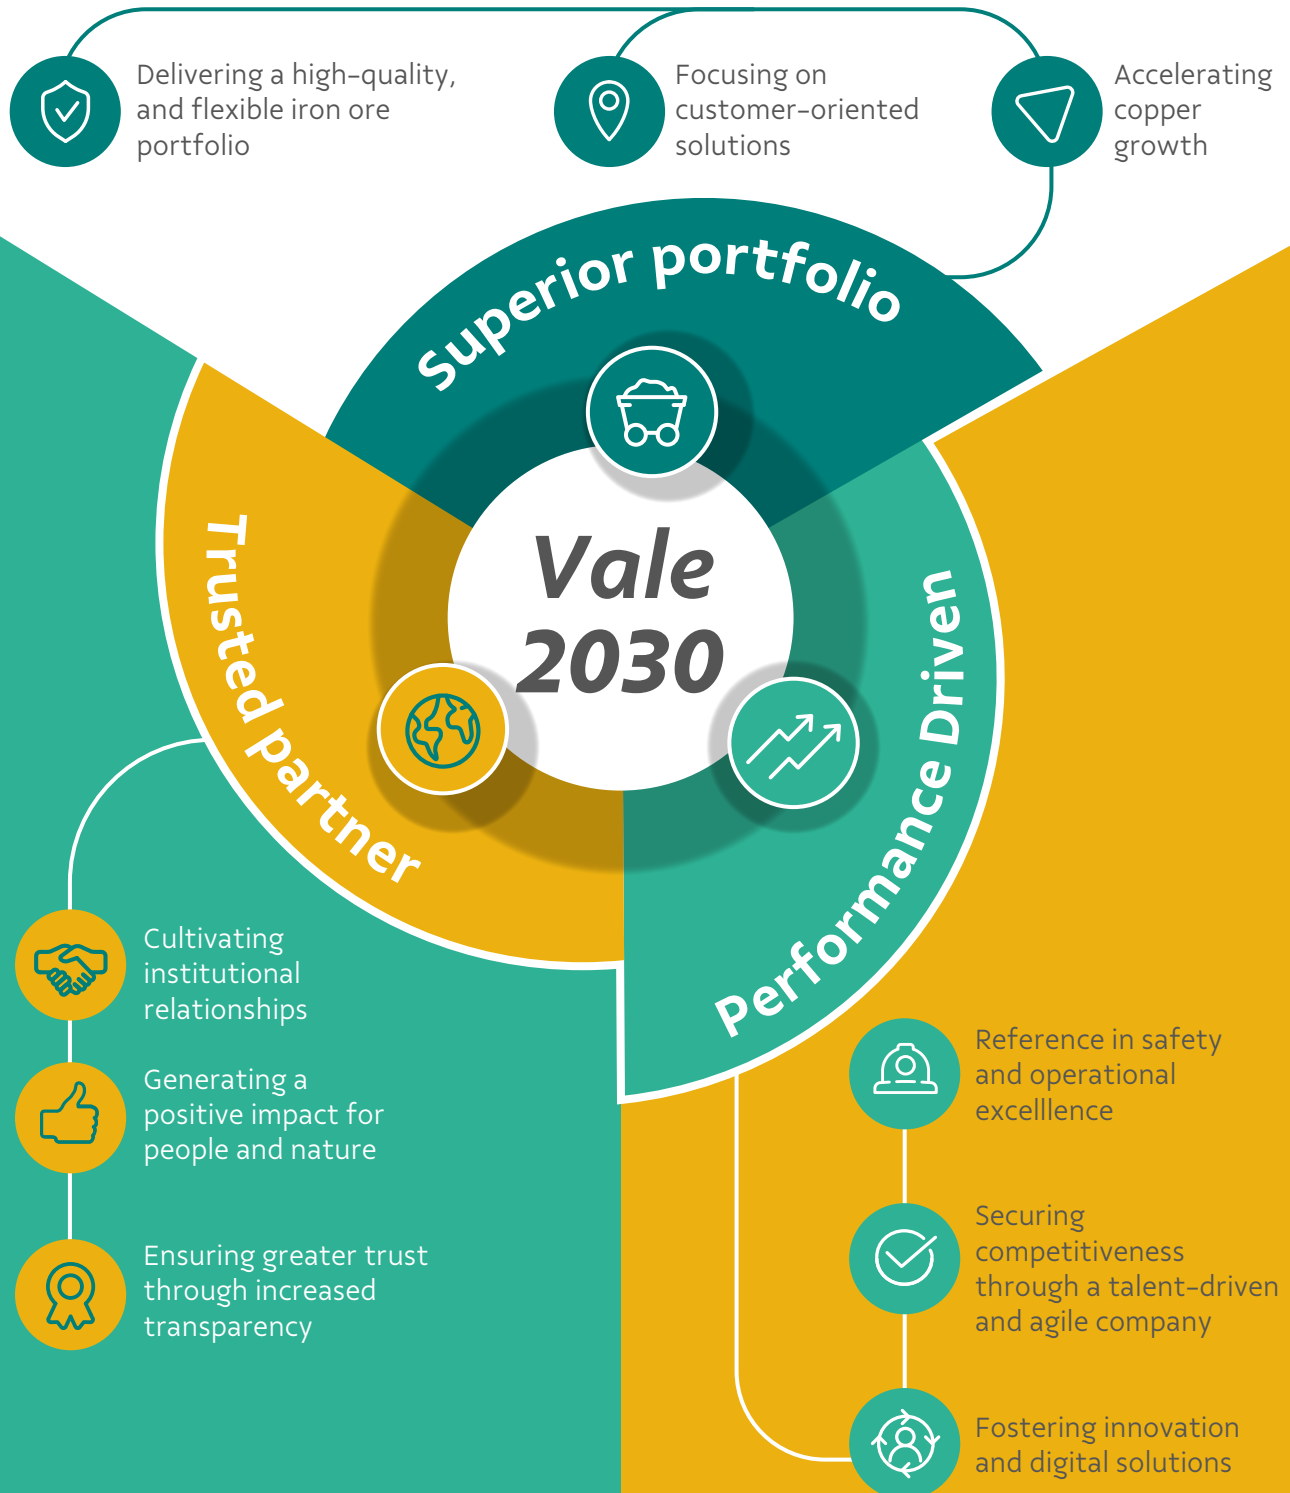 Delivering a high-quality,
and flexible iron ore
portfolio
Focusing on
customer-oriented
solutions
Accelerating
copper
growth
Superior portfolio
Trusted partner
Performance Driven
Vale
2030
Cultivating
institutional
relationships
Generating a
positive impact for
people and nature
Ensuring greater trust
through increased
transparency
Reference in safety
and operational
excelllence
Securing
competitiveness
through a talent-driven
and agile company
Fostering innovation
and digital solutions